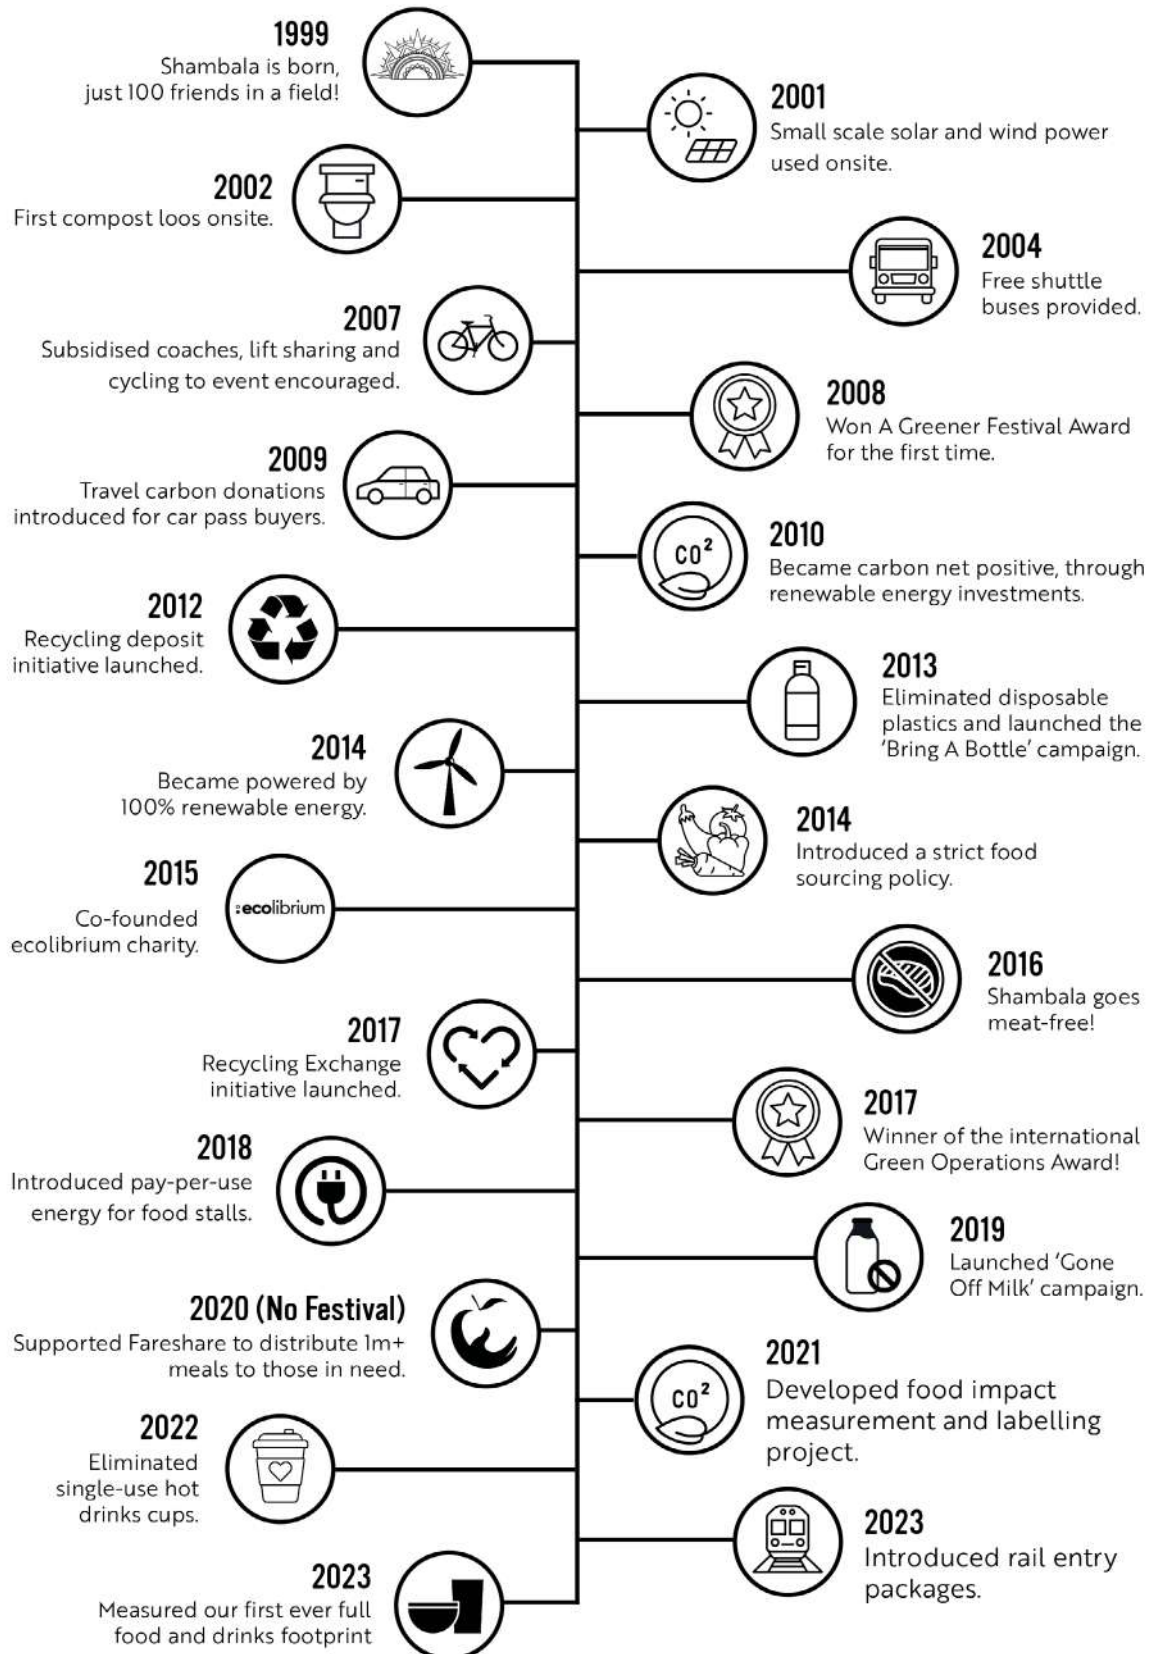 1999
Shambala is born,
just 100 friends in a field!
2001
Small scale solar and wind power
used onsite.
2002
First compost loos onsite.
2004
Free shuttle
buses provided.
2007
Subsidised coaches, lift sharing and
cycling to event encouraged.
2008
Won A Greener Festival Award
for the first time.
2009
Travel carbon donations
introduced for car pass buyers.
CO²
2010
Became carbon net positive, through
renewable energy investments.
2012
Recycling deposit
initiative launched.
2013
Eliminated disposable
plastics and launched the
'Bring A Bottle' campaign.
2014
Became powered by
100% renewable energy.
2014
Introduced a strict food
sourcing policy.
2015
Co-founded
ecolibrium charity.
:ecolibrium
2016
Shambala goes
meat-free!
2017
Recycling Exchange
initiative launched.
2017
Winner of the international
Green Operations Award!
2018
Introduced pay-per-use
energy for food stalls.
2019
Launched 'Gone
Off Milk' campaign.
2020 (No Festival)
Supported Fareshare to distribute 1m+
meals to those in need.
CO²
2021
Developed food impact
measurement and labelling
project.
2022
Eliminated
single-use hot
drinks cups.
2023
Introduced rail entry
packages.
2023
Measured our first ever full
food and drinks footprint